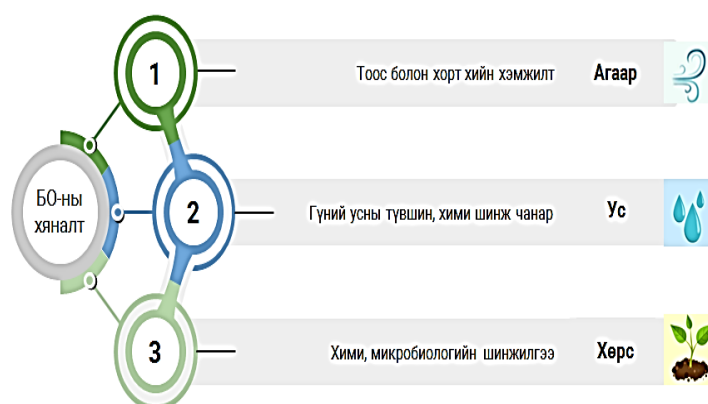 1
Тоос болон хорт хийн хэмжилт Агаар
БО-ны
хяналт
2
Гүний усны түвшин, хими шинж чанар Ус
3
Хими, микробиологийн шинжилгээ Хөрс